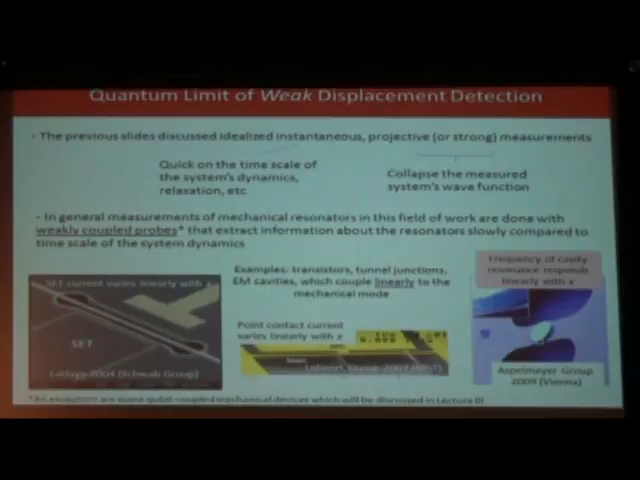 Quantum Limit of Weak Displacement Detection
• The previous slides discussed idealized instantaneous, projective (or strong) measurements
Quick on the time scale of
the system's dynamics,
relaxation, etc
Collapse the measured
system's wave function
• In general measurements of mechanical resonators in this field of work are done with
weakly coupled probes* that extract information about the resonators slowly compared to
time scale of the system dynamics
Examples: transistors, tunnel junctions,
EM cavities, which couple linearly to the
mechanical mode
SET current varies linearly with x
SET
LaHaye 2004 (Schwab Group)
Point contact current
varies linearly with x
Lehnert Group 2007
Frequency of cavity
resonance responds
linearly with x
Aspelmeyer Group
2009 (Vienna)
* An exception are some qubit-coupled mechanical devices which will be discussed in Lecture III